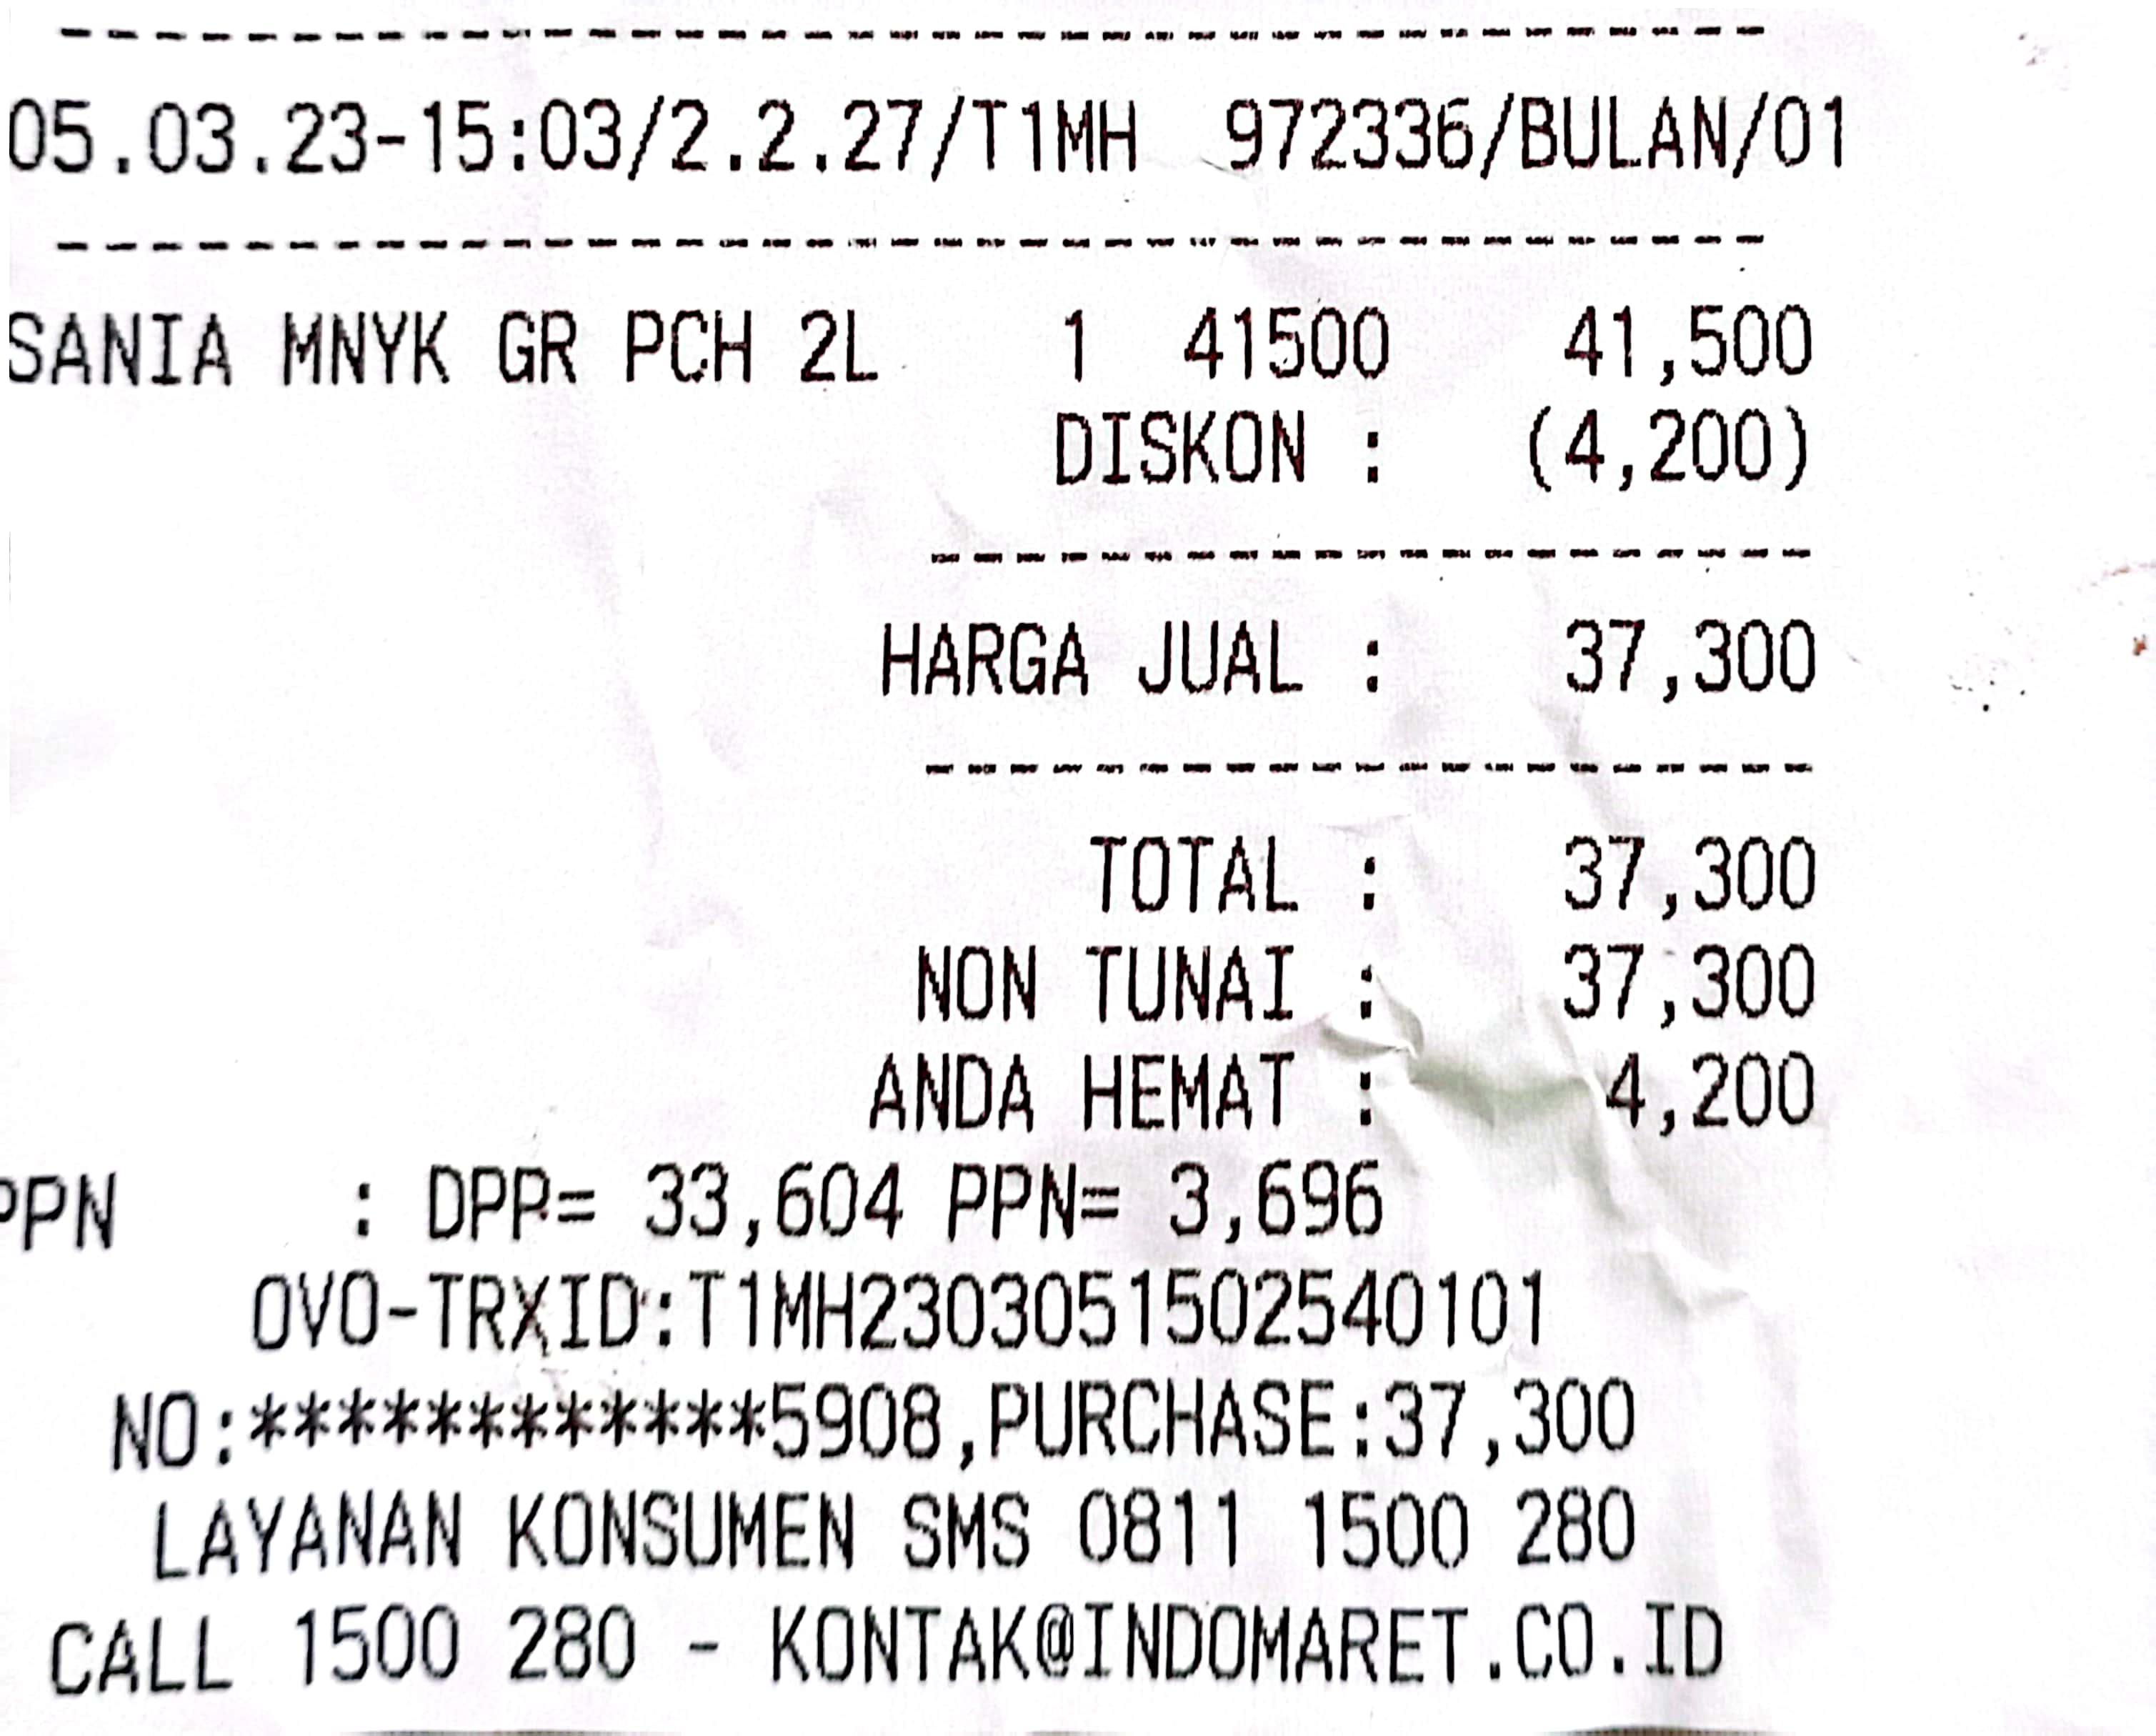 05.03.23-15:03/2.2.27/T1MH 972336/BULAN/01
SANIA MNYK GR PCH 2L 1 41500 41,500
DISKON : (4,200)
HARGA JUAL : 37,300
TOTAL : 37,300
NON TUNAI : 37,300
ANDA HEMAT : 4,200
PPN : DPP= 33,604 PPN= 3,696
OVO-TRXID:T1MH2303051502540101
NO:************5908,PURCHASE:37,300
LAYANAN KONSUMEN SMS 0811 1500 280
CALL 1500 280 - KONTAK@INDOMARET.CO.ID